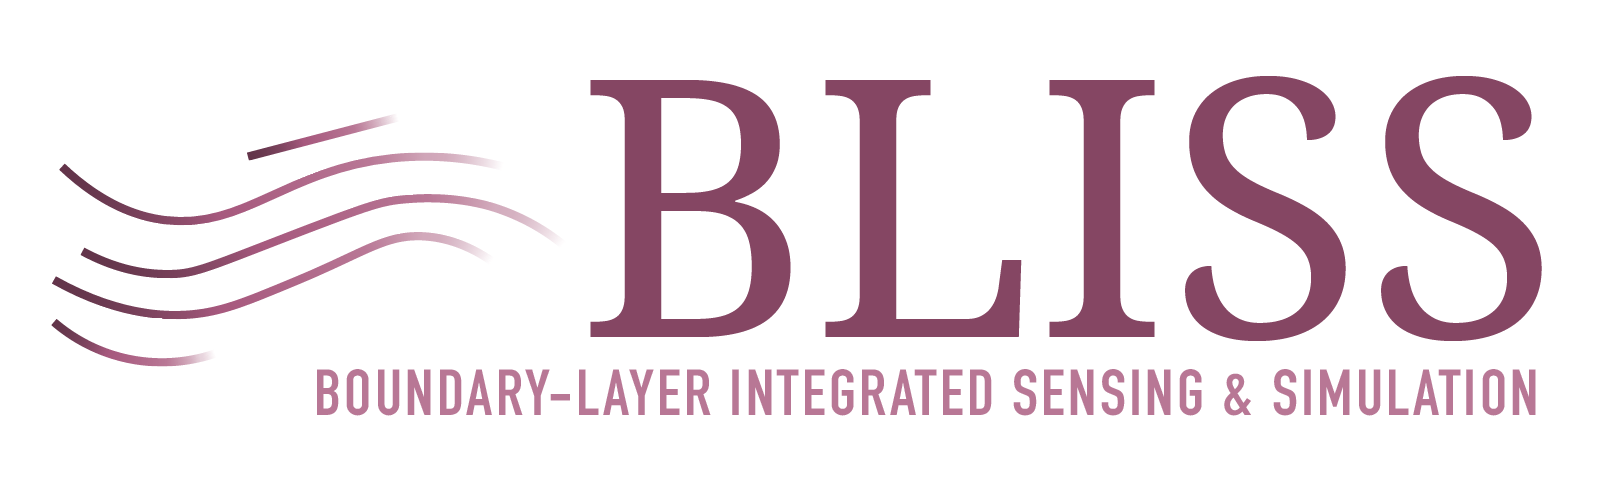 BLISS
BOUNDARY-LAYER INTEGRATED SENSING & SIMULATION